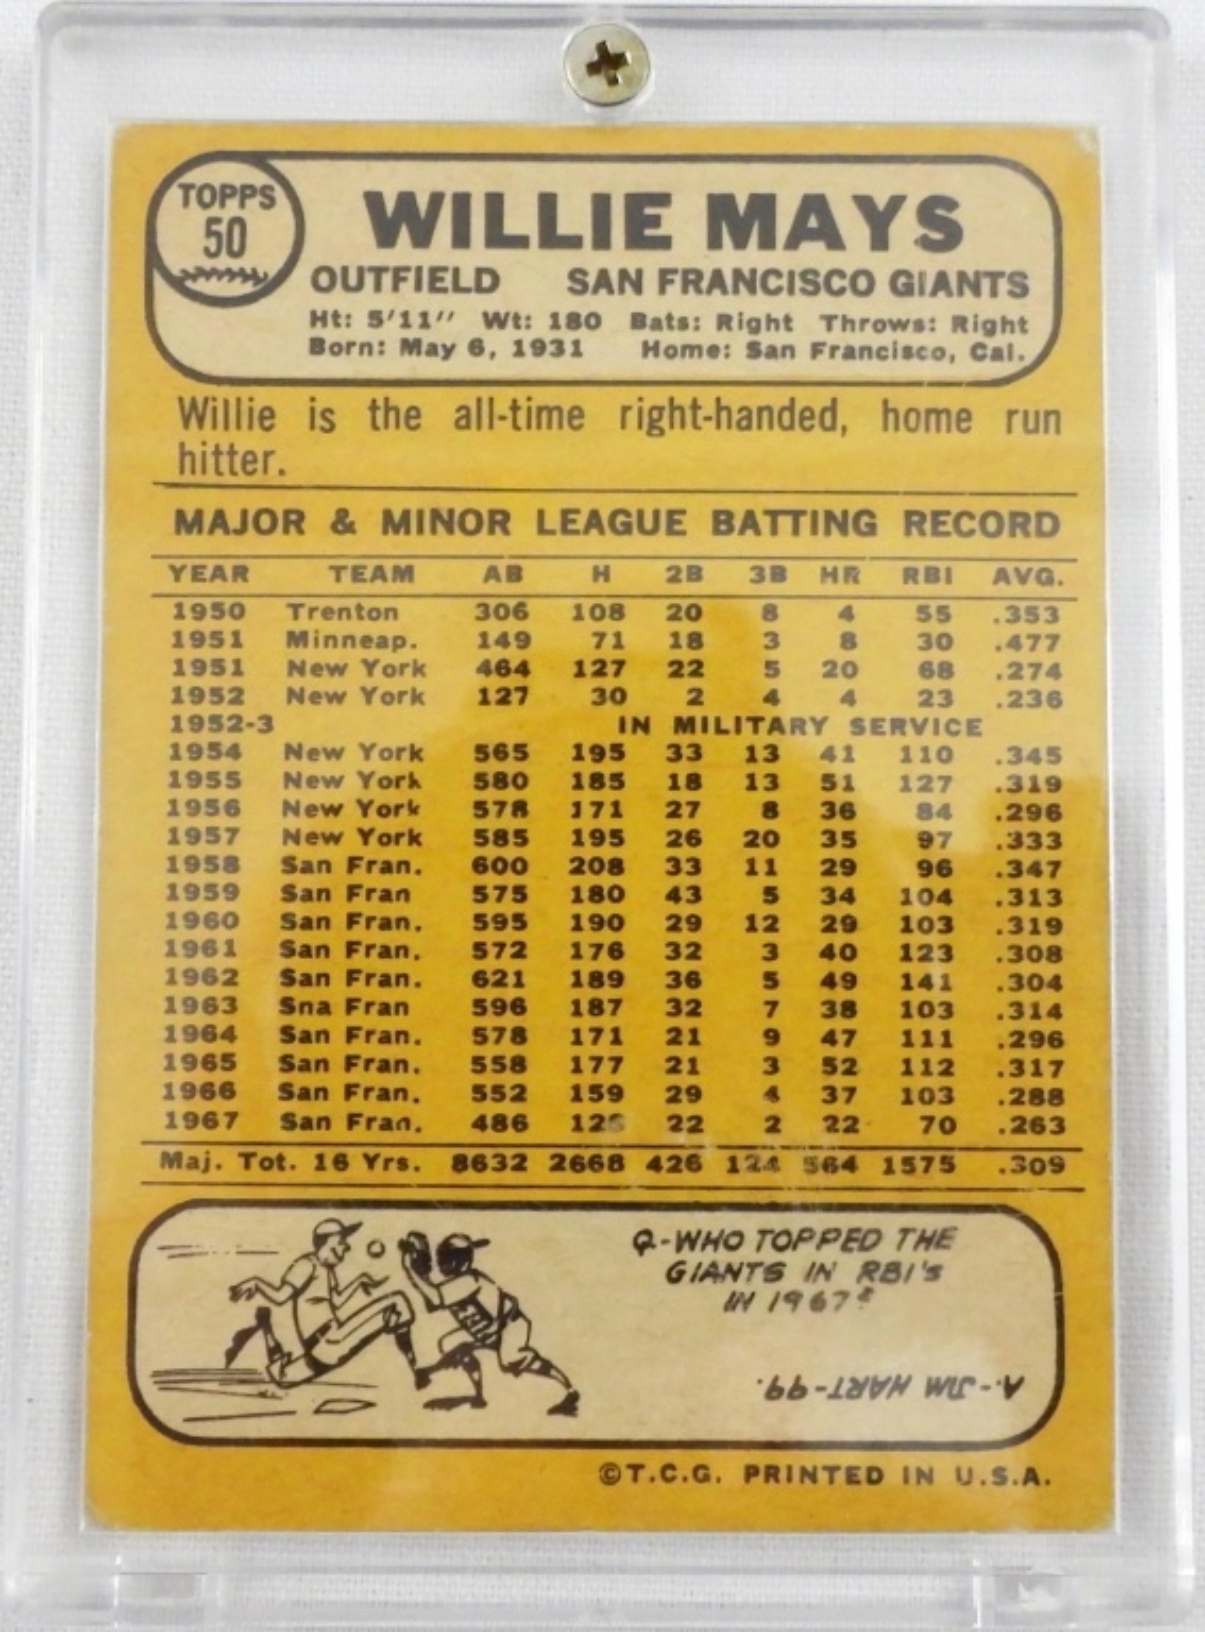 TOPPS
50
WILLIE MAYS
OUTFIELD SAN FRANCISCO GIANTS
Ht: 5'11" Wt: 180 Bats: Right Throws: Right
Born: May 6, 1931 Home: San Francisco, Cal.
Willie is the all-time right-handed, home run
hitter.
MAJOR & MINOR LEAGUE BATTING RECORD
YEAR TEAM AB H 2B 3B HR RBI AVG.
1950 Trenton 306 108 20 8 4 55 .353
1951 Minneap. 149 71 18 3 8 30 .477
1951 New York 464 127 22 5 20 68 .274
1952 New York 127 30 2 4 4 23 .236
1952-3 IN MILITARY SERVICE
1954 New York 565 195 33 13 41 110 .345
1955 New York 580 185 18 13 51 127 .319
1956 New York 578 171 27 8 36 84 .296
1957 New York 585 195 26 20 35 97 .333
1958 San Fran. 600 208 33 11 29 96 .347
1959 San Fran 575 180 43 5 34 104 .313
1960 San Fran. 595 190 29 12 29 103 .319
1961 San Fran. 572 176 32 3 40 123 .308
1962 San Fran. 621 189 36 5 49 141 .304
1963 Sna Fran 596 187 32 7 38 103 .314
1964 San Fran. 578 171 21 9 47 111 .296
1965 San Fran. 558 177 21 3 52 112 .317
1966 San Fran. 552 159 29 4 37 103 .288
1967 San Fran. 486 128 22 2 22 70 .263
Maj. Tot. 16 Yrs. 8632 2668 426 124 564 1575 .309
Q-WHO TOPPED THE
GIANTS IN RBI'S
IN 1967?
A-JIM HART-99.
©T.C.G. PRINTED IN U.S.A.